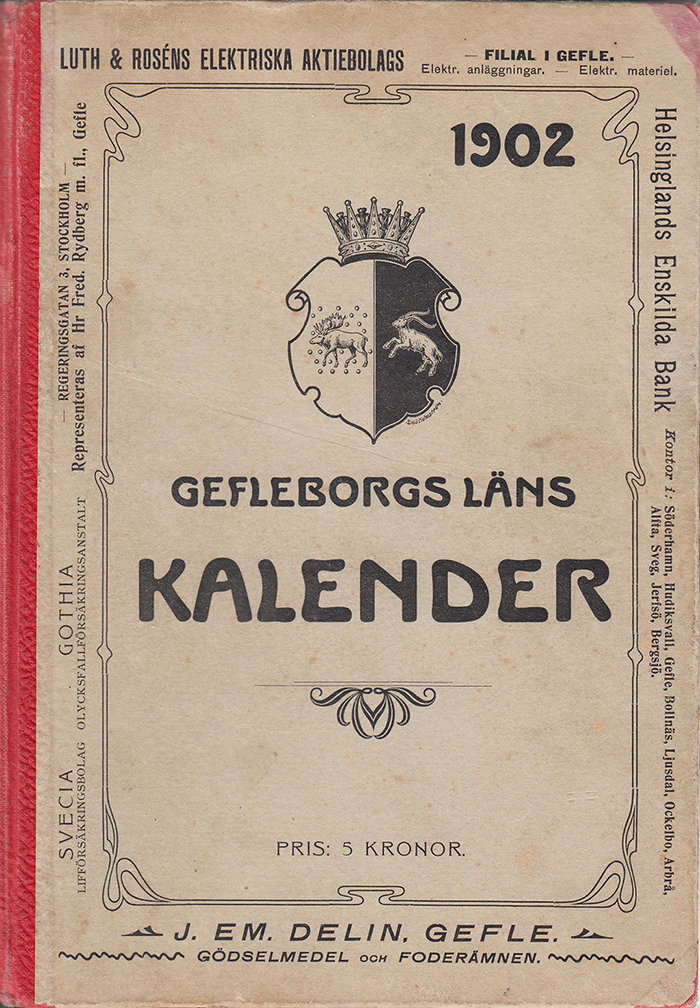 LUTH & ROSÉNS ELEKTRISKA AKTIEBOLAGS
— FILIAL I GEFLE. —
Elektr. anläggningar. — Elektr. materiel.
— REGERINGSGATAN 3, STOCKHOLM —
Representeras af Hr Fred. Rydberg m. fl., Gefle
GOTHIA
OLYCKSFALLFÖRSÄKRINGSANSTALT
SVECIA
LIFFÖRSÄKRINGSBOLAG
1902
GEFLEBORGS LÄNS
KALENDER
PRIS: 5 KRONOR.
Helsinglands Enskilda Bank
Kontor i: Söderhamn, Hudiksvall, Gefle, Bollnäs, Ljusdal, Ockelbo, Arbrå,
Alfta, Sveg, Jerfsö, Bergsjö.
J. EM. DELIN, GEFLE.
GÖDSELMEDEL OCH FODERÄMNEN.